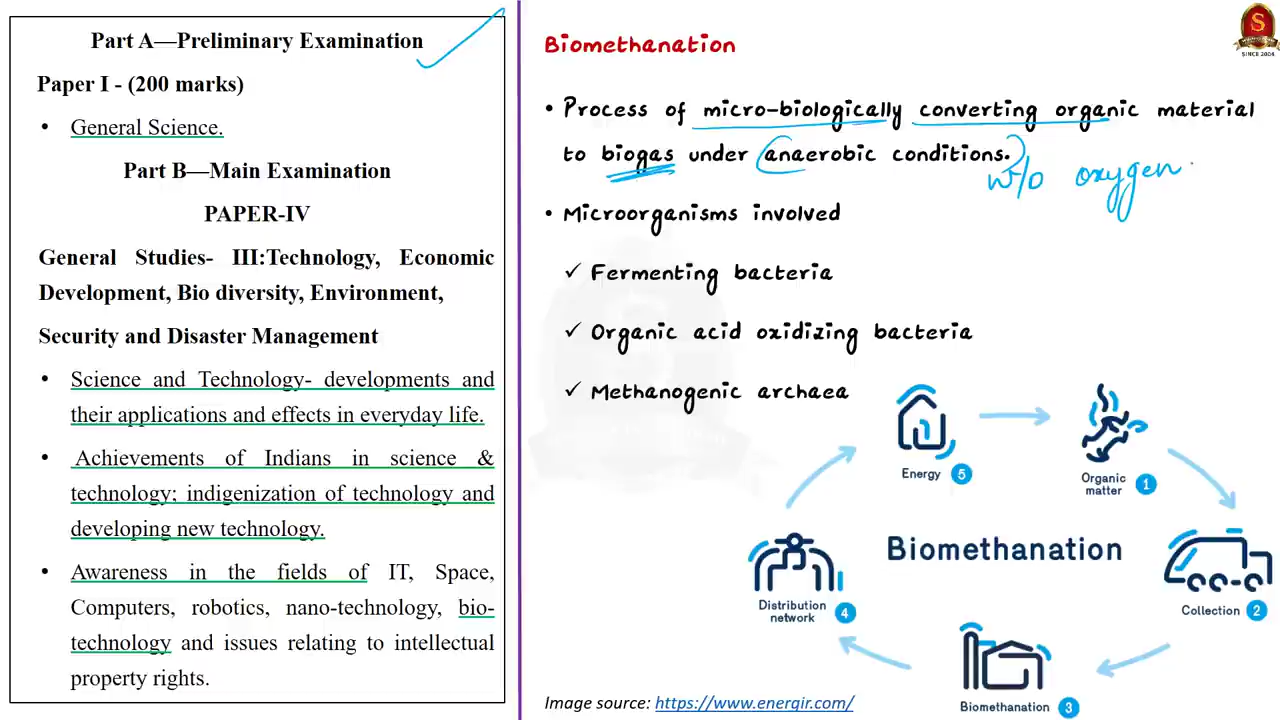 Part A—Preliminary Examination
Paper I - (200 marks)
• General Science.
Part B—Main Examination
PAPER-IV
General Studies- III:Technology, Economic
Development, Bio diversity, Environment,
Security and Disaster Management
• Science and Technology- developments and
their applications and effects in everyday life.
• Achievements of Indians in science &
technology; indigenization of technology and
developing new technology.
• Awareness in the fields of IT, Space,
Computers, robotics, nano-technology, bio-
technology and issues relating to intellectual
property rights.
Biomethanation
• Process of micro-biologically converting organic material
to biogas under anaerobic conditions.
w/o oxygen
• Microorganisms involved
✓ Fermenting bacteria
✓ Organic acid oxidizing bacteria
✓ Methanogenic archaea
Energy 5
Organic
matter 1
Biomethanation
Distribution
network 4
Collection 2
Biomethanation 3
Image source: https://www.energir.com/
S
SINCE 2004